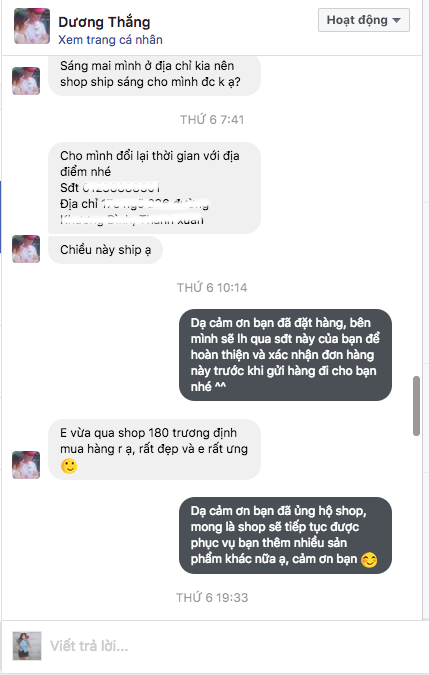 Dương Thắng
Xem trang cá nhân
Hoạt động
Sáng mai mình ở địa chỉ kia nên
shop ship sáng cho mình đc k ạ?
THỨ 6 7:41
Cho mình đổi lại thời gian với địa
điểm nhé
Sđt
Địa chỉ
Chiều này ship ạ
THỨ 6 10:14
Dạ cảm ơn bạn đã đặt hàng, bên
mình sẽ lh qua sđt này của bạn để
hoàn thiện và xác nhận đơn hàng
này trước khi gửi hàng đi cho bạn
nhé ^^
E vừa qua shop 180 trương định
mua hàng r ạ, rất đẹp và e rất ưng
🙂
Dạ cảm ơn bạn đã ủng hộ shop,
mong là shop sẽ tiếp tục được
phục vụ bạn thêm nhiều sản
phẩm khác nữa ạ, cảm ơn bạn 😊
THỨ 6 19:33
Viết trả lời...